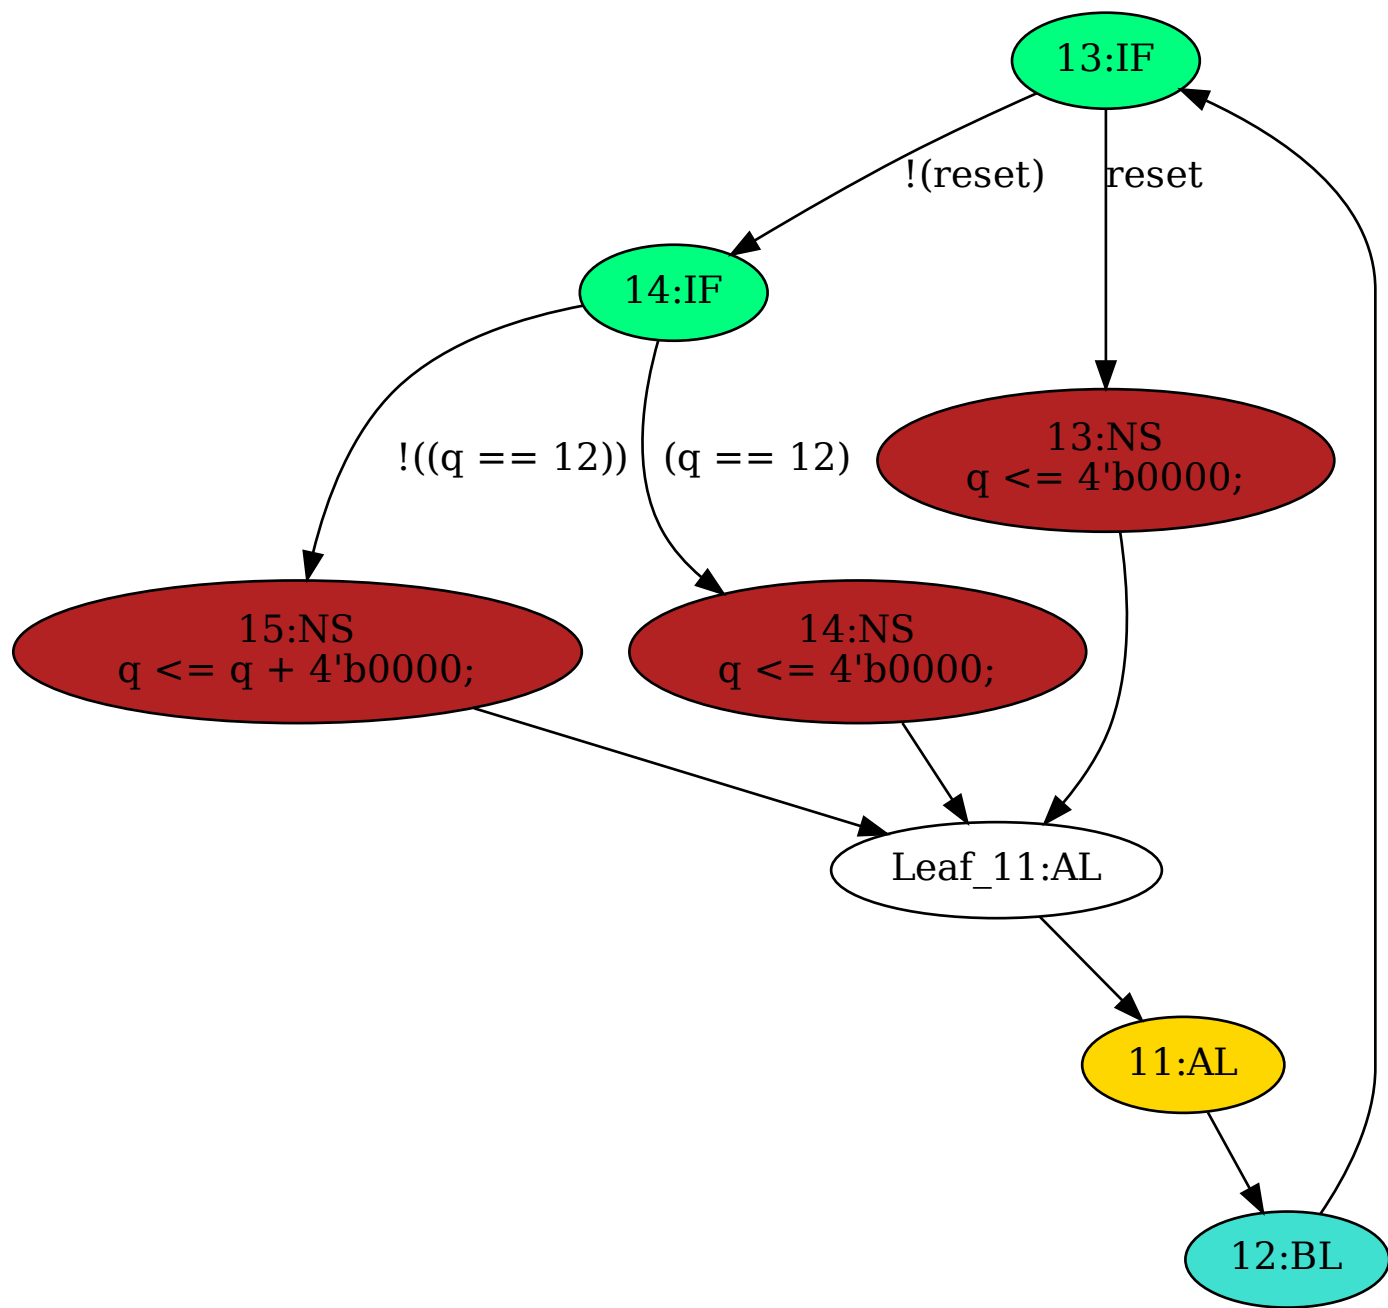 13:IF
!(reset)
reset
14:IF
!((q == 12))
(q == 12)
13:NS
q <= 4'b0000;
15:NS
q <= q + 4'b0000;
14:NS
q <= 4'b0000;
Leaf_11:AL
11:AL
12:BL